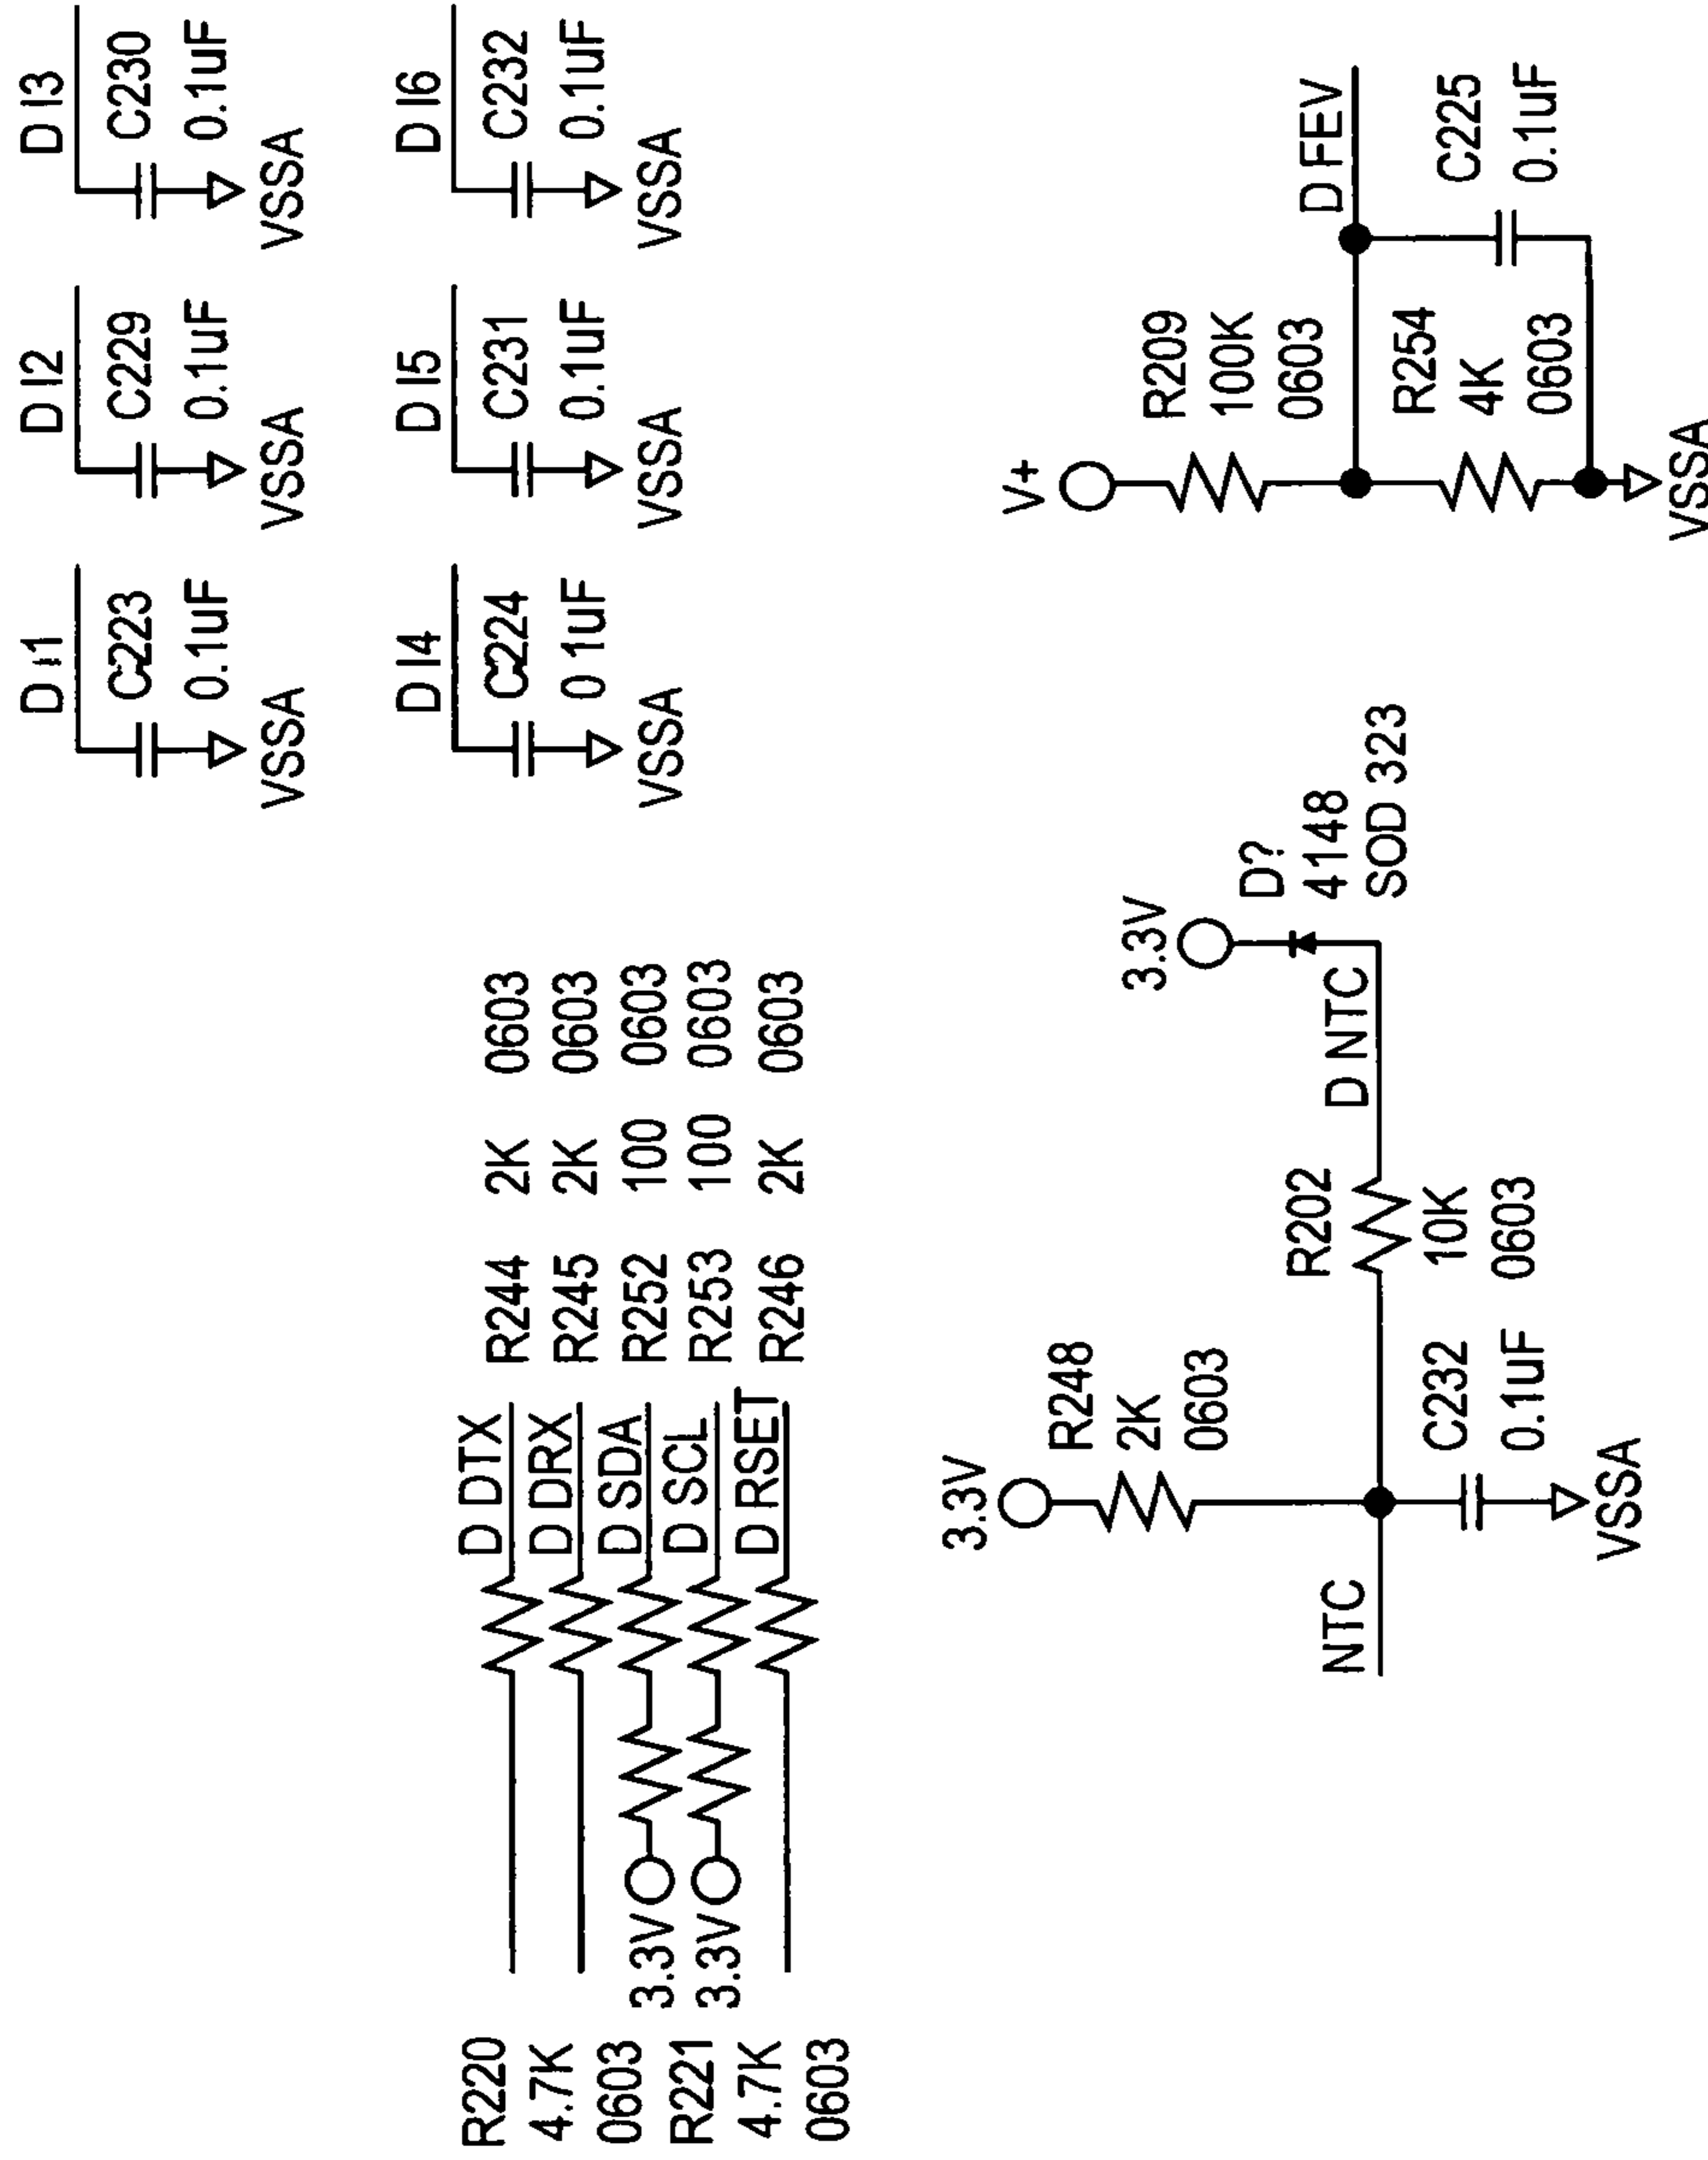 D I1
C223
0.1uF
VSSA
D I2
C229
0.1uF
VSSA
D I3
C230
0.1uF
VSSA
D I4
C224
0 1uF
VSSA
D I5
C231
0.1uF
VSSA
D I6
C232
0.1uF
VSSA
R220
4.7K
0603
R221
4.7K
0603
3.3V
3.3V
D DTX
D DRX
D SDA
D SCL
D RSET
R244 2K 0603
R245 2K 0603
R252 100 0603
R253 100 0603
R246 2K 0603
3.3V
R248
2K
0603
NTC
C232
0.1uF
VSSA
R202
10K
0603
D NTC
3.3V
D?
4148
SOD 323
V+
R209
100K
0603
D FEV
R254
4K
0603
C225
0.1uF
VSSA